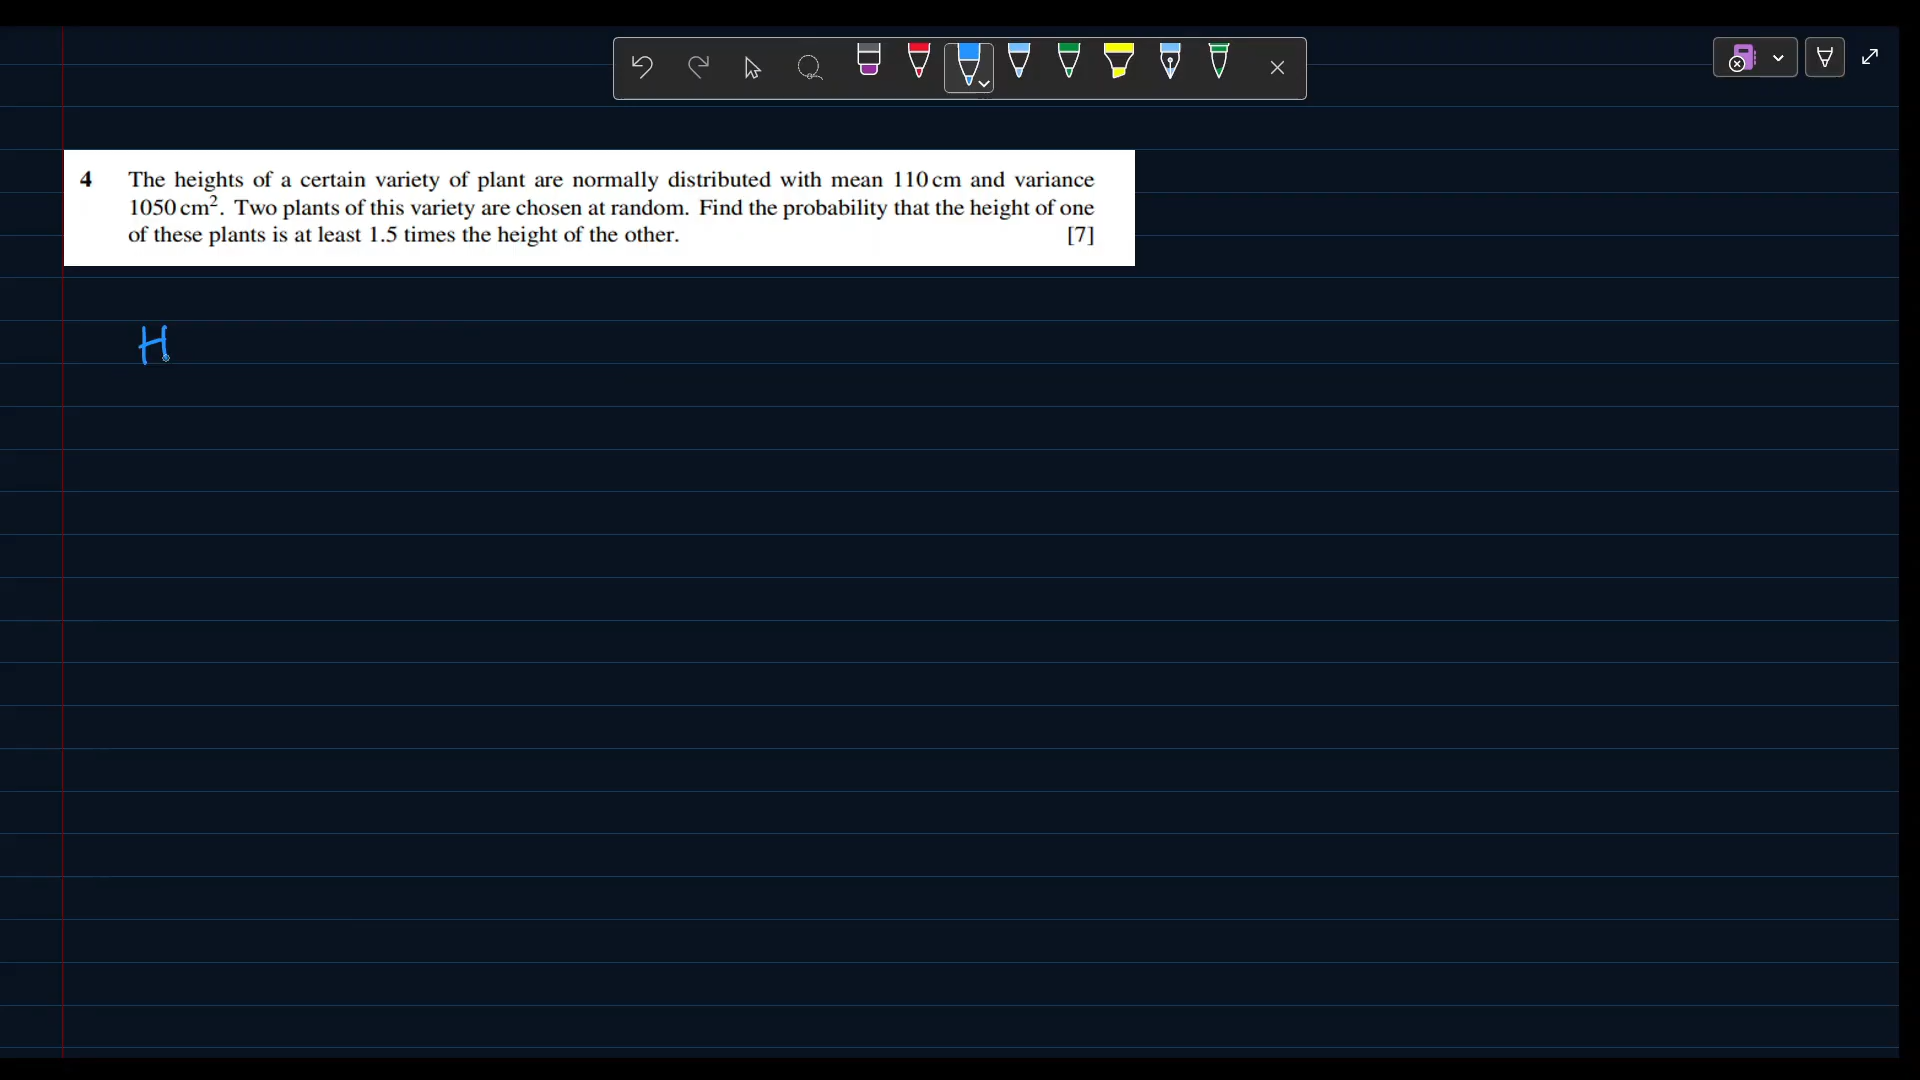 4 The heights of a certain variety of plant are normally distributed with mean 110 cm and variance
1050 cm². Two plants of this variety are chosen at random. Find the probability that the height of one
of these plants is at least 1.5 times the height of the other. [7]
H